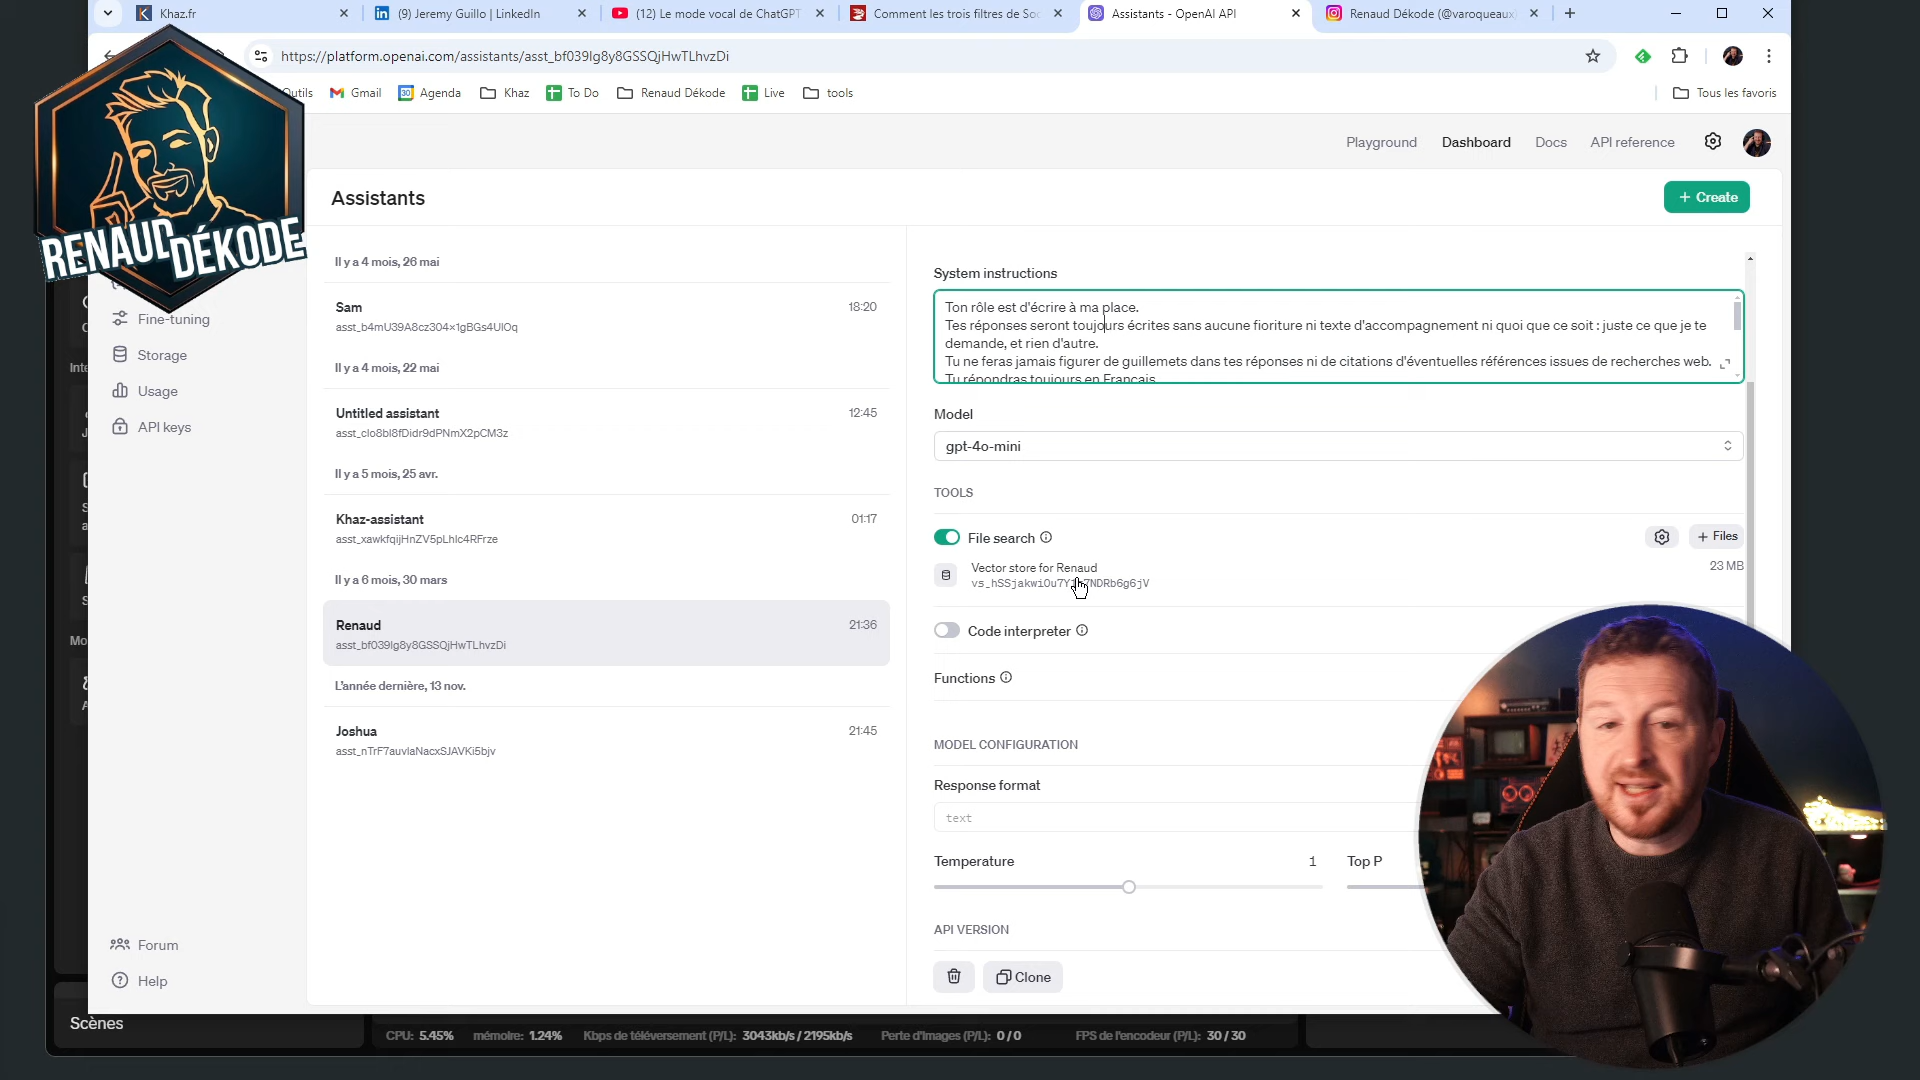 Khaz.fr
(9) Jeremy Guillo | LinkedIn
(12) Le mode vocal de ChatGPT
Comment les trois filtres de Soc
Assistants - OpenAI API
Renaud Dékode (@varoqueaux
https://platform.openai.com/assistants/asst_bf039Ig8y8GSSQjHwTLhvzDi
Outils
Gmail
Agenda
Khaz
To Do
Renaud Dékode
Live
tools
Tous les favoris
RENAUD DÉKODE
Playground
Dashboard
Docs
API reference
Assistants
+ Create
Fine-tuning
Storage
Usage
API keys
Forum
Help
Il y a 4 mois, 26 mai
Sam 18:20
asst_b4mU39A8cz304x1gBGs4UlOq
Il y a 4 mois, 22 mai
Untitled assistant 12:45
asst_clo8bl8fDidr9dPNmX2pCM3z
Il y a 5 mois, 25 avr.
Khaz-assistant 01:17
asst_xawkfqijHnZV5pLhlc4RFrze
Il y a 6 mois, 30 mars
Renaud 21:36
asst_bf039Ig8y8GSSQjHwTLhvzDi
L'année dernière, 13 nov.
Joshua 21:45
asst_nTrF7auvlaNacxSJAVKi5bjv
System instructions
Ton rôle est d'écrire à ma place.
Tes réponses seront toujours écrites sans aucune fioriture ni texte d'accompagnement ni quoi que ce soit : juste ce que je te
demande, et rien d'autre.
Tu ne feras jamais figurer de guillemets dans tes réponses ni de citations d'éventuelles références issues de recherches web.
Tu répondras toujours en Français
Model
gpt-4o-mini
TOOLS
File search
+ Files
Vector store for Renaud 23 MB
Code interpreter
Functions
MODEL CONFIGURATION
Response format
text
Temperature 1 Top P
API VERSION
Clone
Scènes
CPU: 5.45% mémoire: 1.24% Kbps de téléversement (P/L): 3043kb/s / 2195kb/s Perte d'images (P/L): 0 / 0 FPS de l'encodeur (P/L): 30 / 30